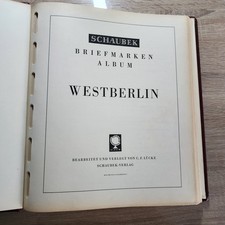 SCHAUBEK
BRIEFMARKEN
ALBUM
WESTBERLIN
BEARBEITET UND VERLEGT VON C. F. LÜCKE
SCHAUBEK-VERLAG